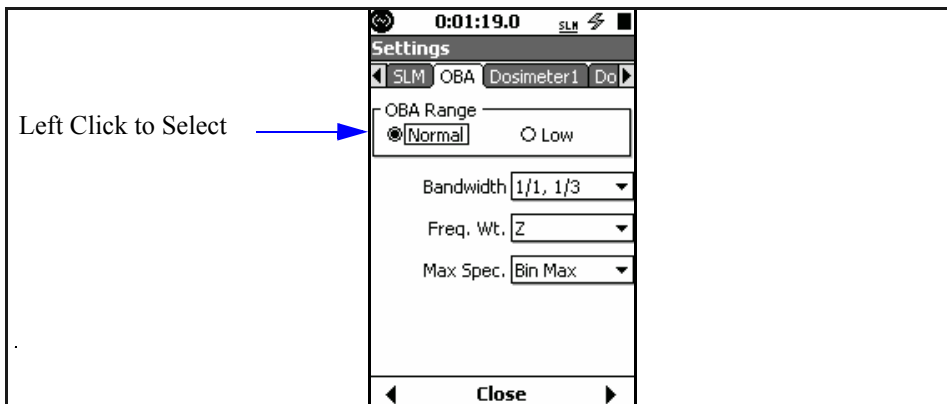 0:01:19.0 SLM
Settings
SLM OBA Dosimeter1 Do
OBA Range
Left Click to Select
Normal Low
Bandwidth 1/1, 1/3
Freq. Wt. Z
Max Spec. Bin Max
.
Close